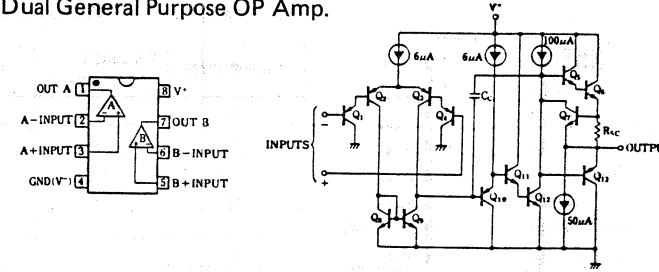 Dual General Purpose OP Amp.
OUT A 1
8 V+
A
A-INPUT 2
7 OUT B
B
A+INPUT 3
6 B-INPUT
GND(V-) 4
5 B+INPUT
V+
6μA
6μA
100μA
Q5
Q6
Q2
Q3
Cc
Q1
Q4
Q7
RSC
INPUTS
−
+
OUTPUT
Q11
Q10
Q12
Q13
Q8
Q9
50μA